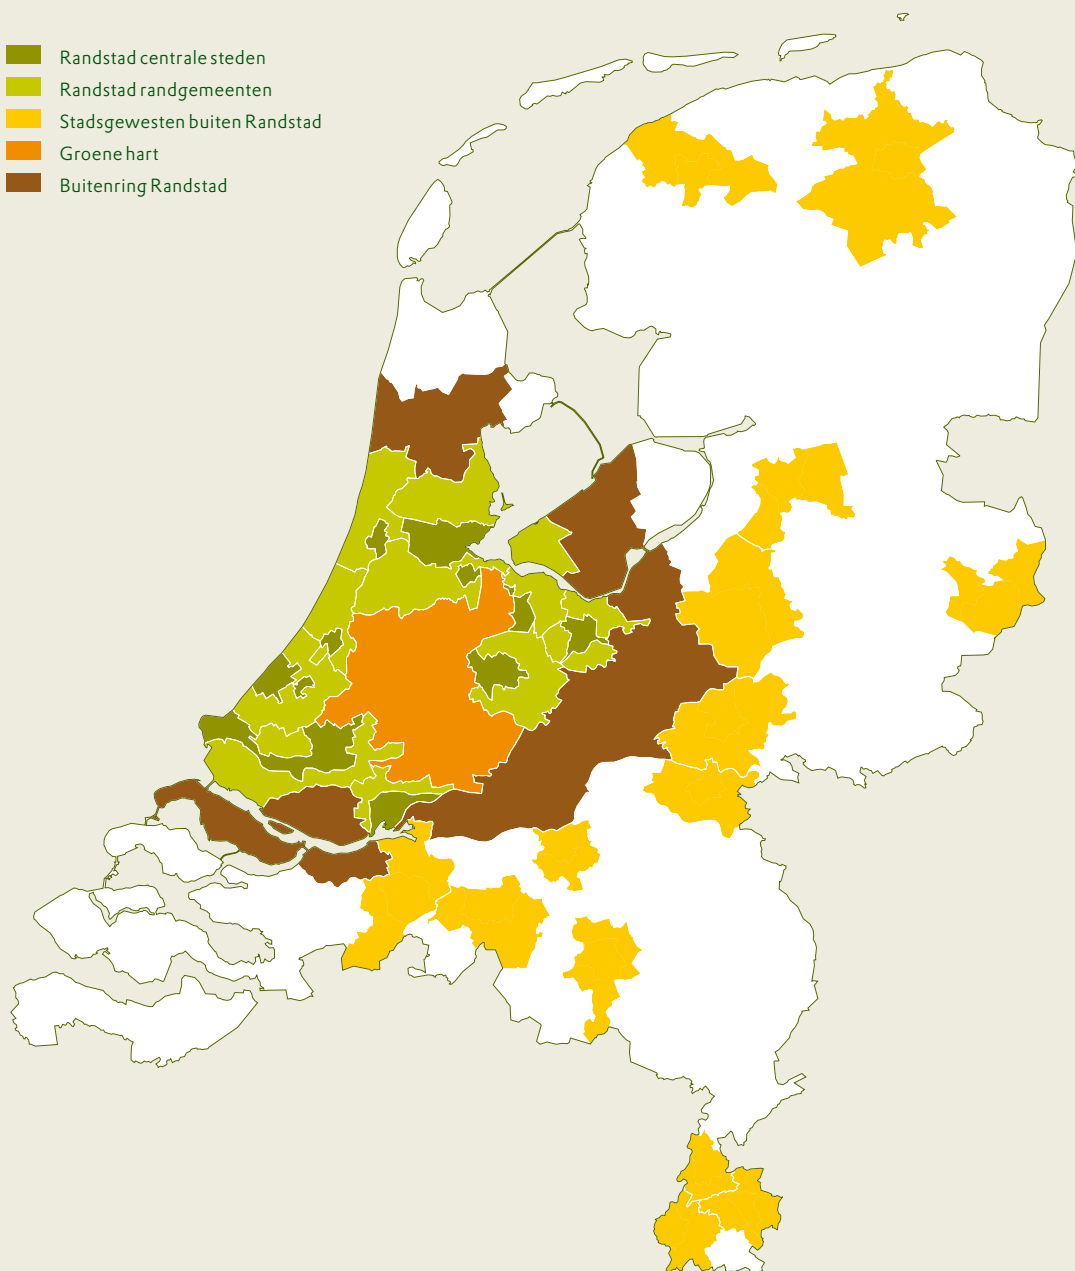 Randstad centrale steden
Randstad randgemeenten
Stadsgewesten buiten Randstad
Groene hart
Buitenring Randstad